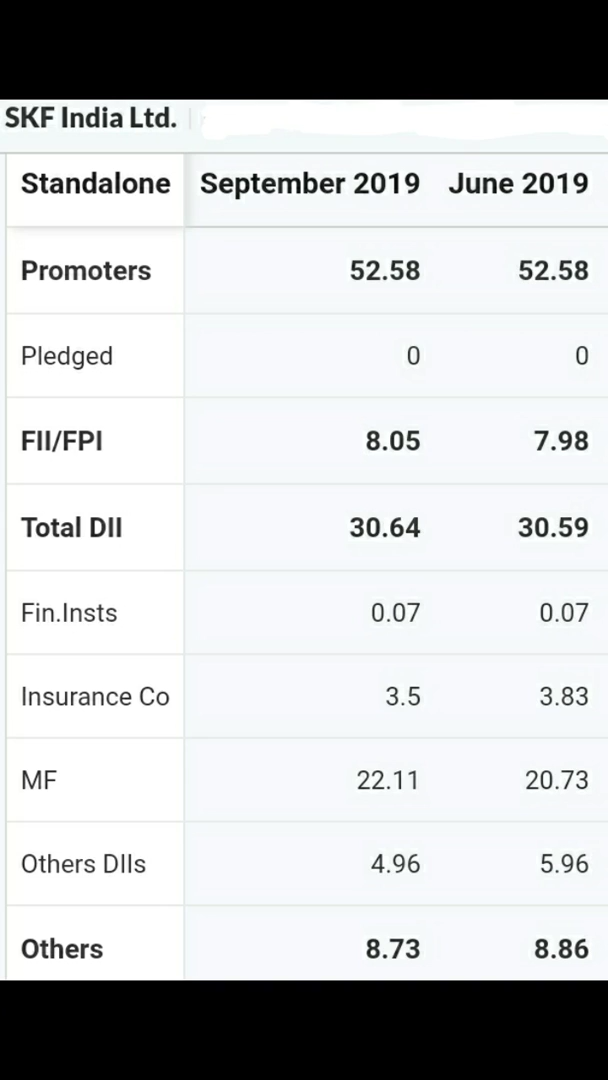 SKF India Ltd.
Standalone September 2019 June 2019
Promoters 52.58 52.58
Pledged 0 0
FII/FPI 8.05 7.98
Total DII 30.64 30.59
Fin.Insts 0.07 0.07
Insurance Co 3.5 3.83
MF 22.11 20.73
Others DIIs 4.96 5.96
Others 8.73 8.86